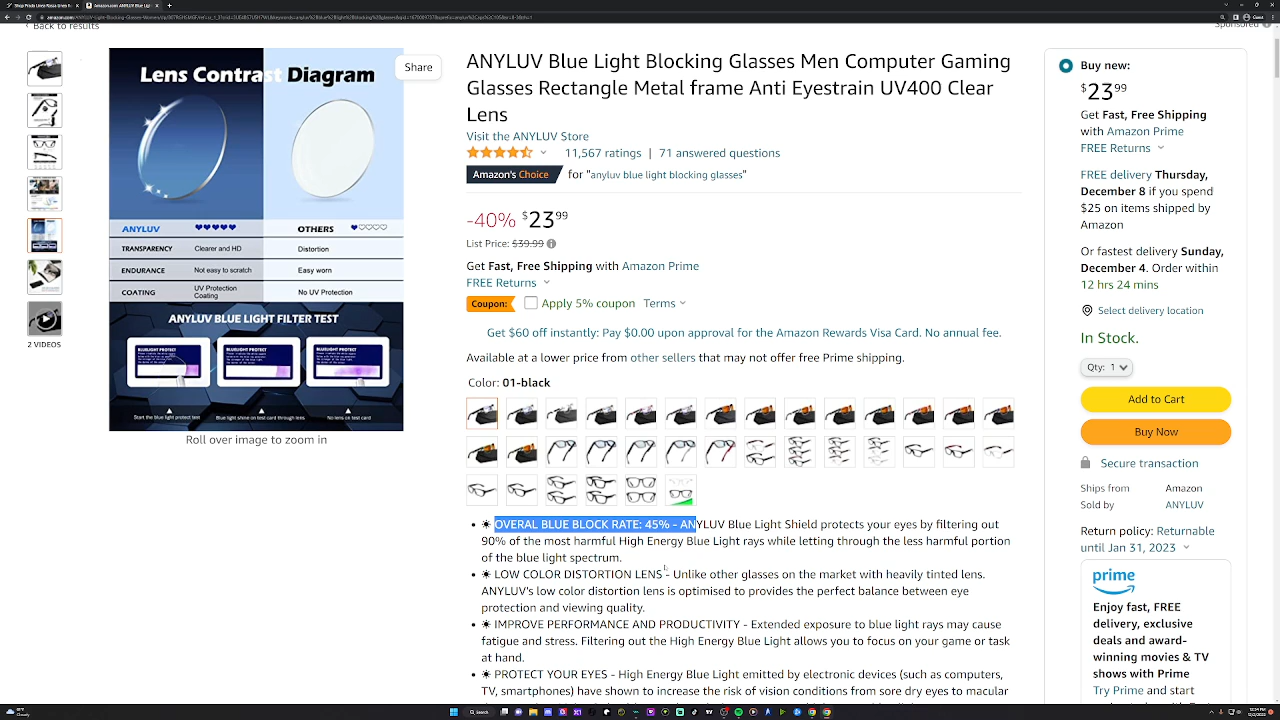 Back to results
Sponsored
Share
Lens Contrast Diagram
ANYLUV
OTHERS
TRANSPARENCY
Clearer and HD
Distortion
ENDURANCE
Not easy to scratch
Easy worn
COATING
UV Protection
Coating
No UV Protection
ANYLUV BLUE LIGHT FILTER TEST
BLUELIGHT PROTECT
BLUELIGHT PROTECT
BLUELIGHT PROTECT
Start the blue light protect test
Blue light shine on test card through lens.
No lens on test card
2 VIDEOS
Roll over image to zoom in
ANYLUV Blue Light Blocking Glasses Men Computer Gaming
Glasses Rectangle Metal frame Anti Eyestrain UV400 Clear
Lens
Visit the ANYLUV Store
11,567 ratings | 71 answered questions
Amazon's Choice for "anyluv blue light blocking glasses"
-40% $23 99
List Price: $39.99
Get Fast, Free Shipping with Amazon Prime
FREE Returns
Coupon: Apply 5% coupon Terms
Get $60 off instantly: Pay $0.00 upon approval for the Amazon Rewards Visa Card. No annual fee.
Available at a lower price from other sellers that may not offer free Prime shipping.
Color: 01-black
• ☀ OVERAL BLUE BLOCK RATE: 45% - ANYLUV Blue Light Shield protects your eyes by filtering out
90% of the most harmful High Energy Blue Light rays while letting through the less harmful portion
of the blue light spectrum.
• ☀ LOW COLOR DISTORTION LENS - Unlike other glasses on the market with heavily tinted lens.
ANYLUV's low color distortion lens is optimised to provide the perfect balance between eye
protection and viewing quality.
• ☀ IMPROVE PERFORMANCE AND PRODUCTIVITY - Extended exposure to blue light rays may cause
fatigue and stress. Filtering out the High Energy Blue Light allows you to focus on your game or task
at hand.
• ☀ PROTECT YOUR EYES - High Energy Blue Light emitted by electronic devices (such as computers,
TV, smartphones) have shown to increase the risk of vision conditions from sore dry eyes to macular
Buy new:
$23 99
Get Fast, Free Shipping
with Amazon Prime
FREE Returns
FREE delivery Thursday,
December 8 if you spend
$25 on items shipped by
Amazon
Or fastest delivery Sunday,
December 4. Order within
12 hrs 24 mins
Select delivery location
In Stock.
Qty: 1
Add to Cart
Buy Now
Secure transaction
Ships from Amazon
Sold by ANYLUV
Return policy: Returnable
until Jan 31, 2023
prime
Enjoy fast, FREE
delivery, exclusive
deals and award-
winning movies & TV
shows with Prime
Try Prime and start
Search